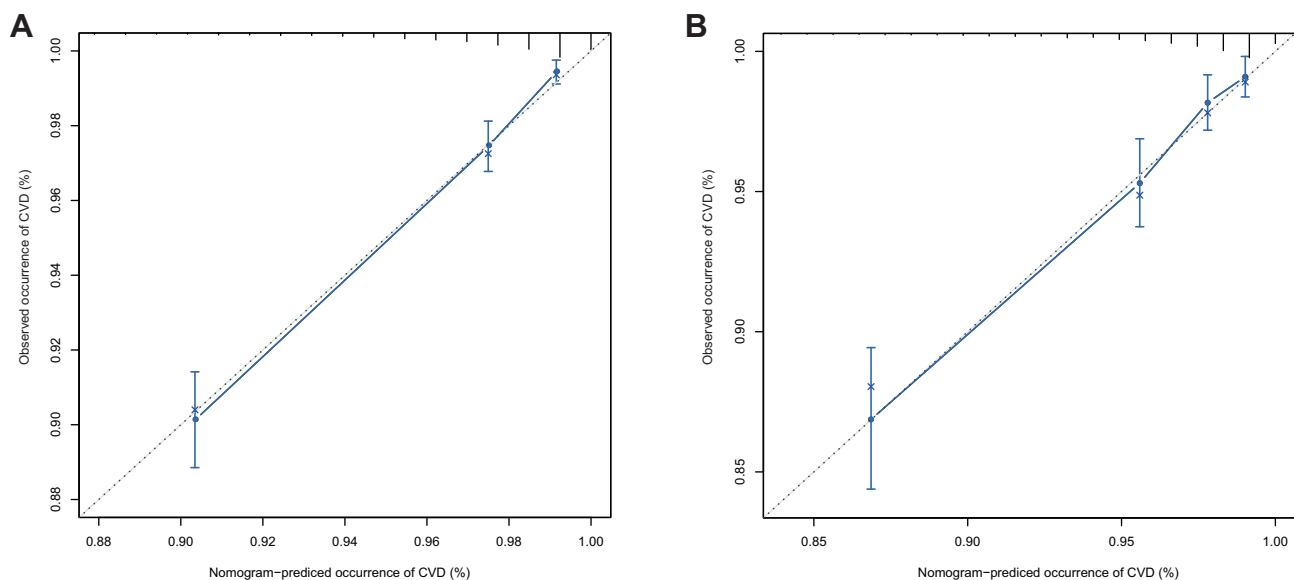 A
1.00
0.98
0.96
0.94
0.92
0.90
0.88
Observed occurrence of CVD (%)
0.88 0.90 0.92 0.94 0.96 0.98 1.00
Nomogram−prediced occurrence of CVD (%)
B
1.00
0.95
0.90
0.85
Observed occurrence of CVD (%)
0.85 0.90 0.95 1.00
Nomogram−prediced occurrence of CVD (%)